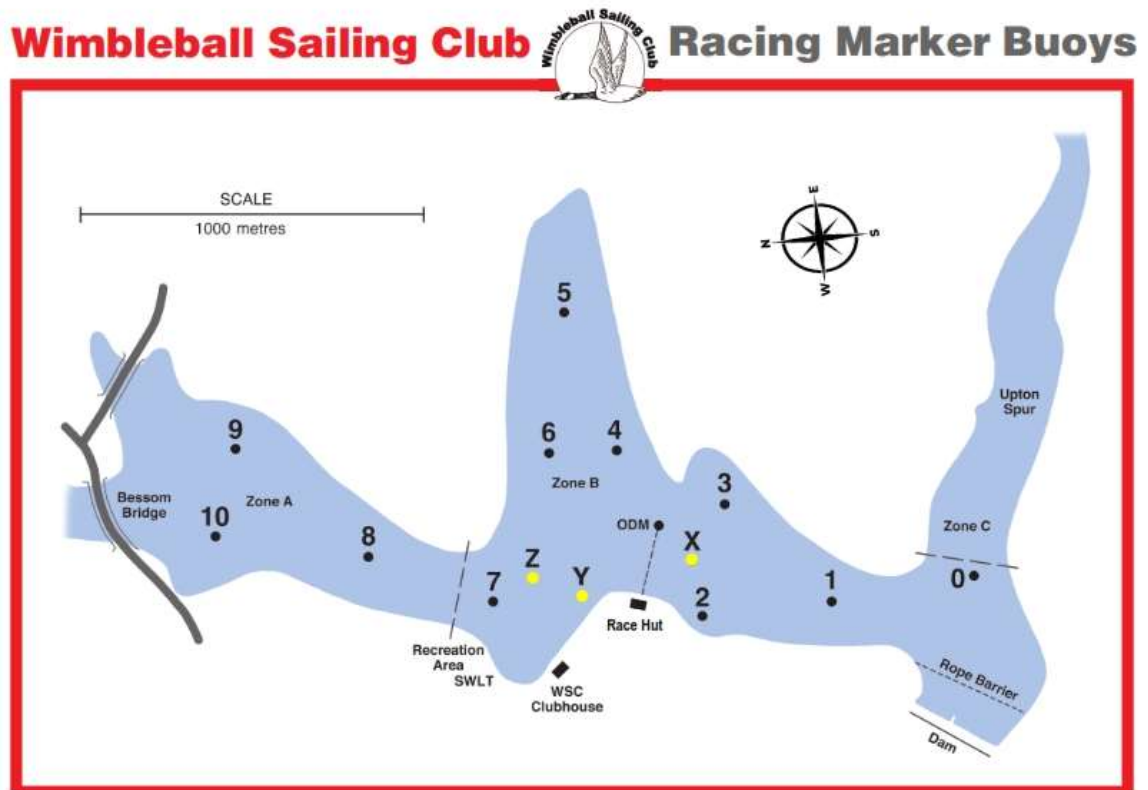 Wimbleball Sailing Club
Wimbleball Sailing Club
Racing Marker Buoys
SCALE
1000 metres
E
N
S
W
5
Upton
Spur
9
6
4
Zone B
Bessom
Bridge
Zone A
10
3
ODM
Zone C
8
X
Z
7
Y
2
1
0
Race Hut
Recreation
Area
SWLT
WSC
Clubhouse
Rope Barrier
Dam